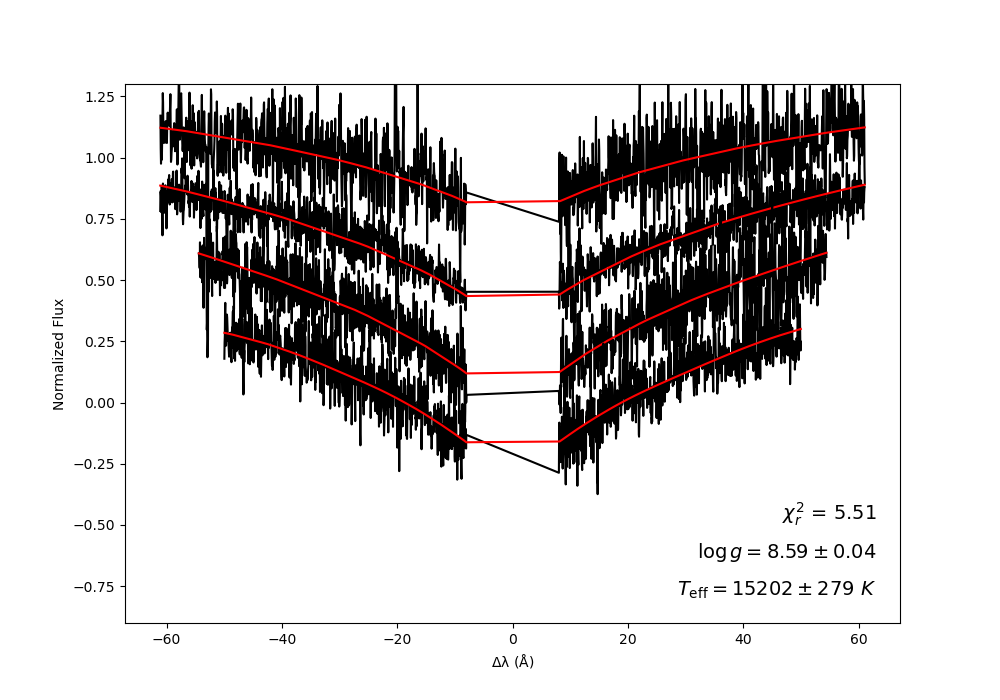 1.25
1.00
0.75
0.50
0.25
0.00
−0.25
−0.50
−0.75
Normalized Flux
χ²ᵣ = 5.51
log g = 8.59 ± 0.04
T_eff = 15202 ± 279 K
−60 −40 −20 0 20 40 60
Δλ (Å)